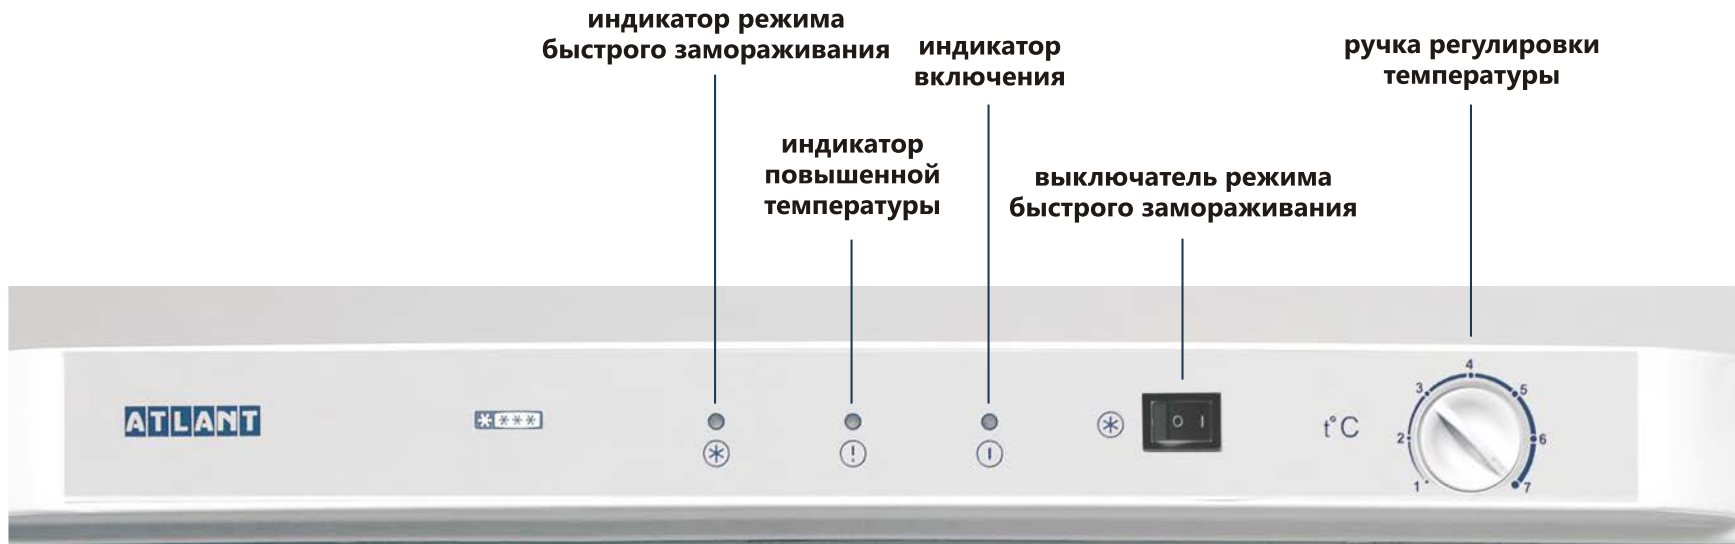 индикатор режима
быстрого замораживания
индикатор
включения
ручка регулировки
температуры
индикатор
повышенной
температуры
выключатель режима
быстрого замораживания
ATLANT
* ***
!
I
O I
t°C
1
2
3
4
5
6
7